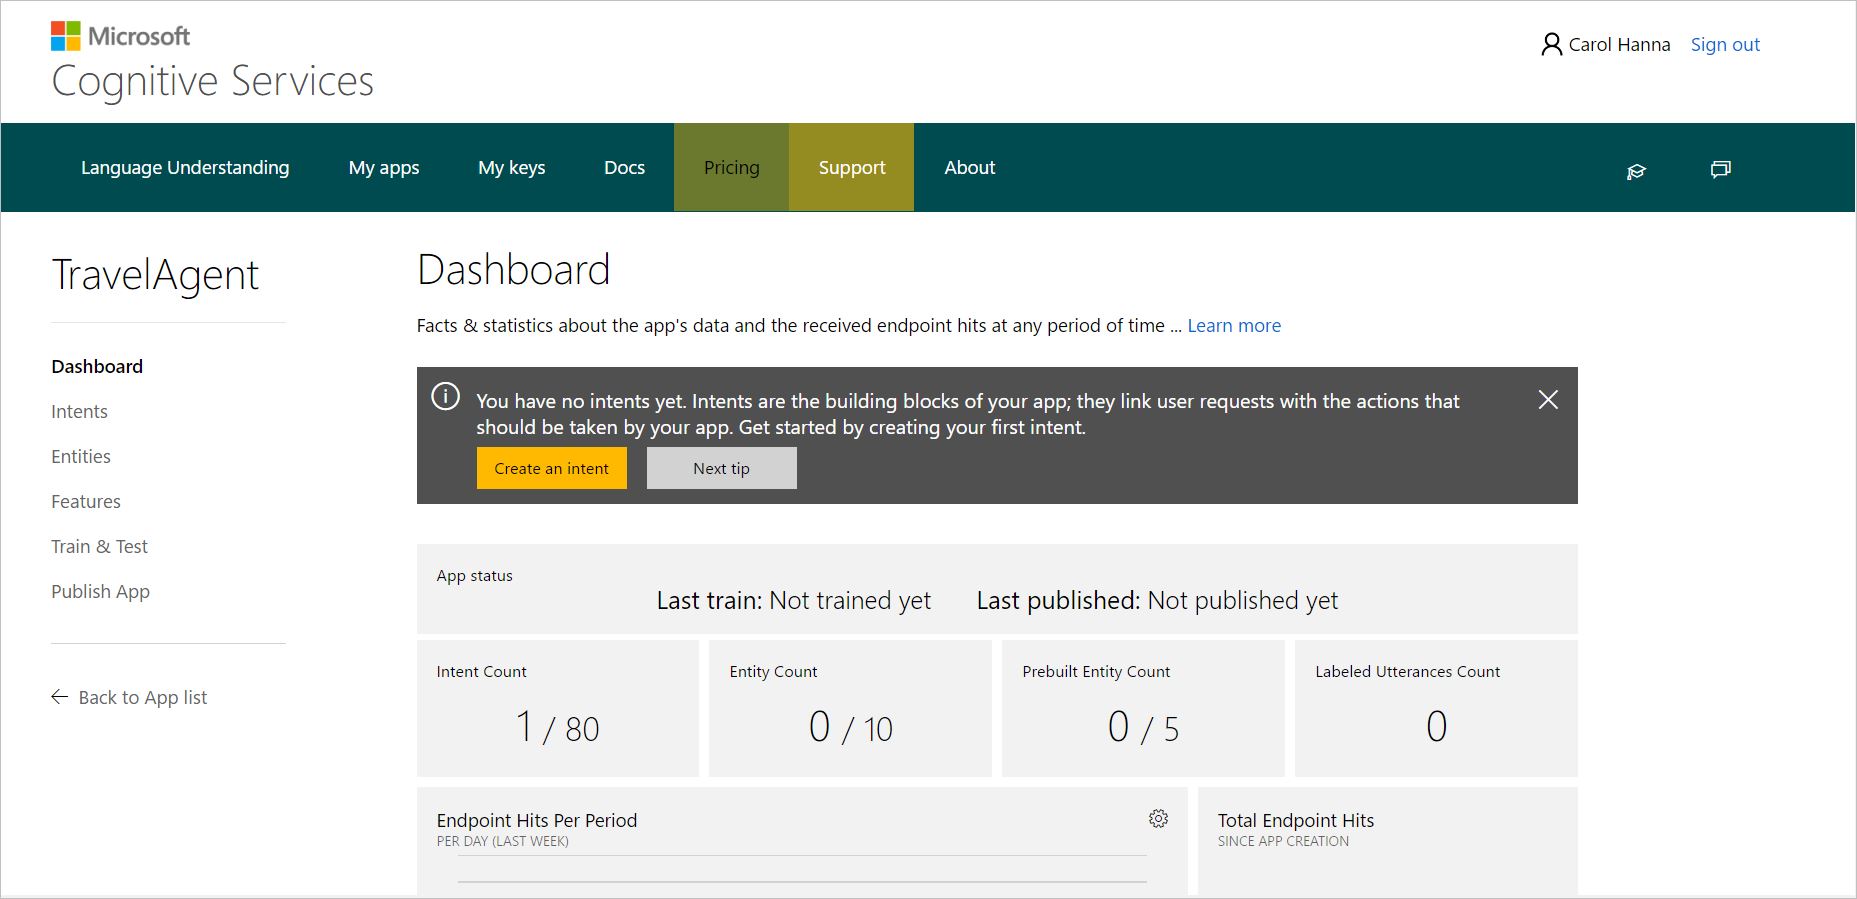 Microsoft
Cognitive Services
Carol Hanna Sign out
Language Understanding My apps My keys Docs Pricing Support About
TravelAgent
Dashboard
Intents
Entities
Features
Train & Test
Publish App
Back to App list
Dashboard
Facts & statistics about the app's data and the received endpoint hits at any period of time ... Learn more
You have no intents yet. Intents are the building blocks of your app; they link user requests with the actions that
should be taken by your app. Get started by creating your first intent.
Create an intent Next tip
App status
Last train: Not trained yet Last published: Not published yet
Intent Count
1 / 80
Entity Count
0 / 10
Prebuilt Entity Count
0 / 5
Labeled Utterances Count
0
Endpoint Hits Per Period
PER DAY (LAST WEEK)
Total Endpoint Hits
SINCE APP CREATION